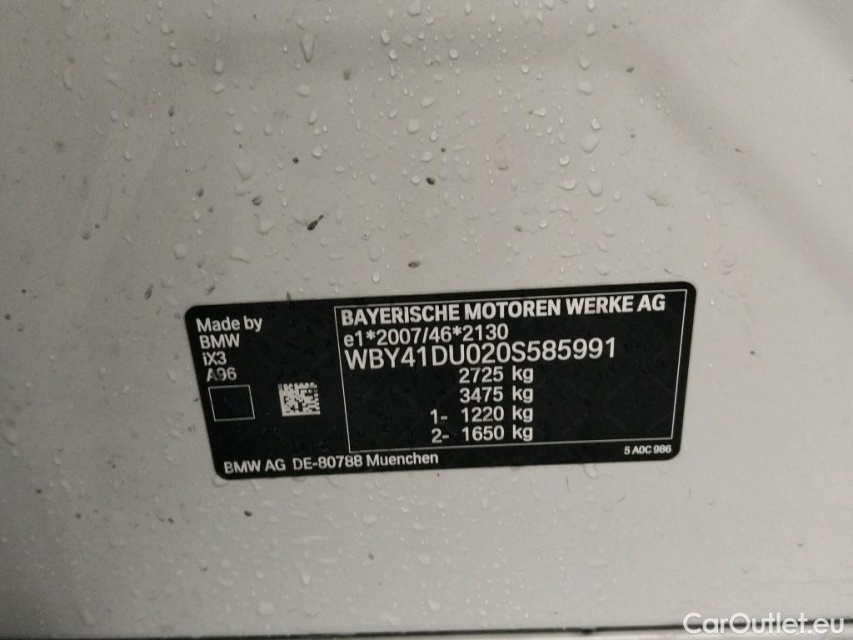 Made by
BMW
iX3
A96
BAYERISCHE MOTOREN WERKE AG
e1*2007/46*2130
WBY41DU020S585991
2725 kg
3475 kg
1- 1220 kg
2- 1650 kg
BMW AG DE-80788 Muenchen
5 A0C 986
CarOutlet.eu